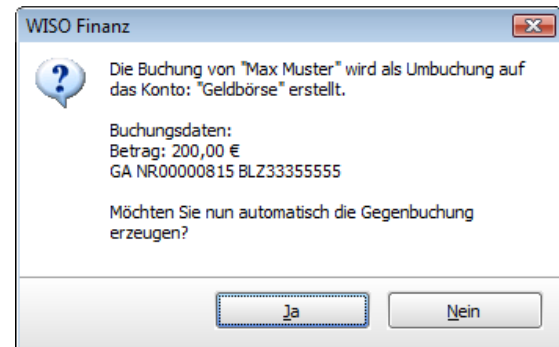 WISO Finanz
Die Buchung von "Max Muster" wird als Umbuchung auf
das Konto: "Geldbörse" erstellt.
Buchungsdaten:
Betrag: 200,00 €
GA NR00000815 BLZ33355555
Möchten Sie nun automatisch die Gegenbuchung
erzeugen?
Ja
Nein